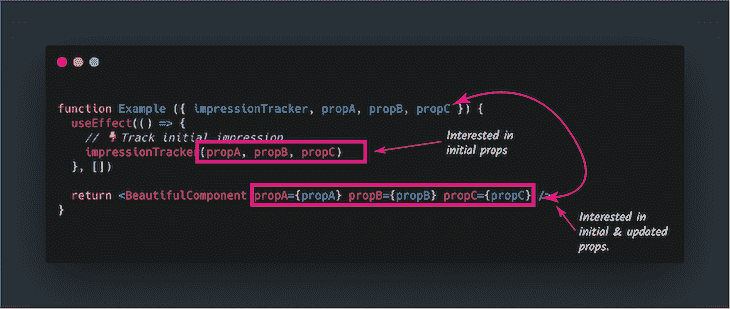 function Example ({ impressionTracker, propA, propB, propC }) {
useEffect(() => {
// 👇Track initial impression
impressionTracker(propA, propB, propC)
}, [])
Interested in
initial props
return <BeautifulComponent propA={propA} propB={propB} propC={propC} />
}
Interested in
initial & updated
props.